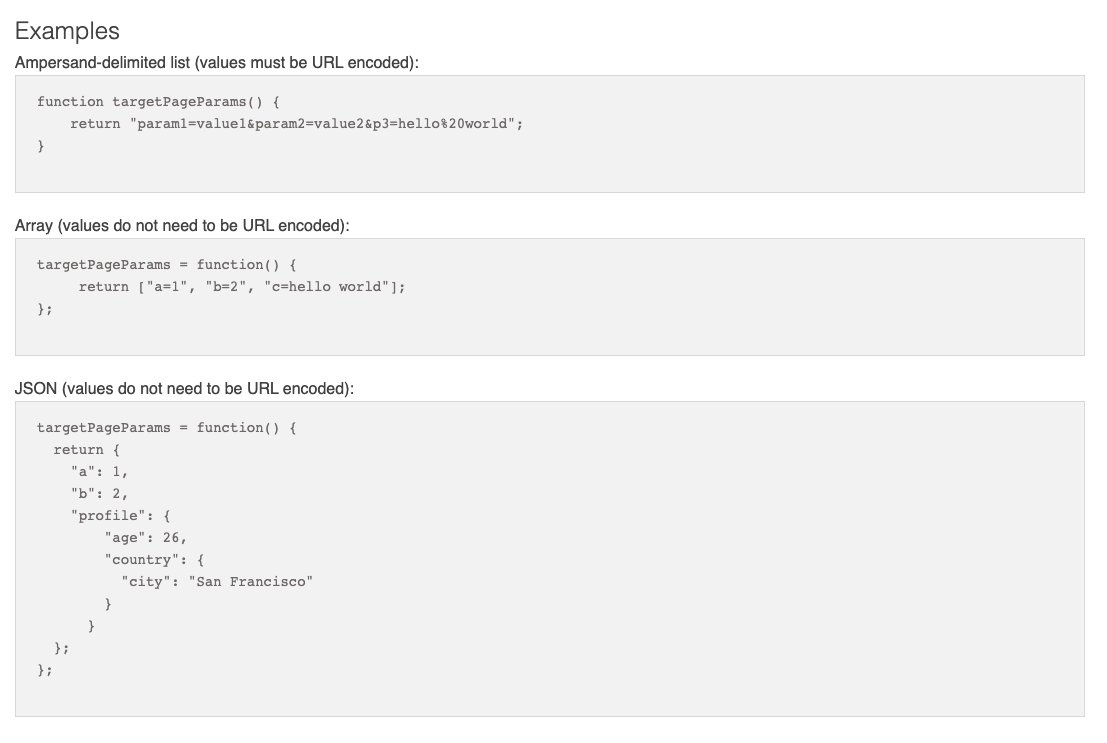 Examples
Ampersand-delimited list (values must be URL encoded):
function targetPageParams() {
    return "param1=value1&param2=value2&p3=hello%20world";
}
Array (values do not need to be URL encoded):
targetPageParams = function() {
     return ["a=1", "b=2", "c=hello world"];
};
JSON (values do not need to be URL encoded):
targetPageParams = function() {
  return {
    "a": 1,
    "b": 2,
    "profile": {
        "age": 26,
        "country": {
          "city": "San Francisco"
        }
      }
  };
};